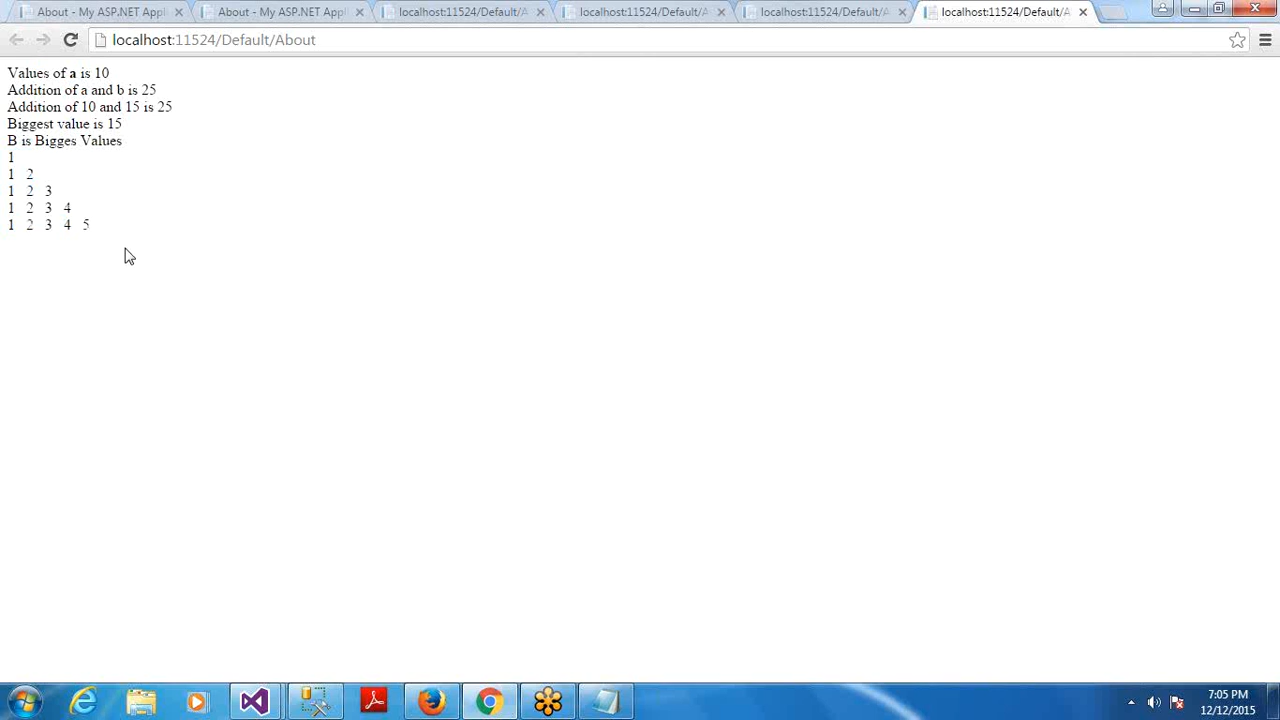 About - My ASP.NET Appl
About - My ASP.NET Appl
localhost:11524/Default/A
localhost:11524/Default/A
localhost:11524/Default/A
localhost:11524/Default/A
localhost:11524/Default/About
Values of a is 10
Addition of a and b is 25
Addition of 10 and 15 is 25
Biggest value is 15
B is Bigges Values
1
1 2
1 2 3
1 2 3 4
1 2 3 4 5
7:05 PM
12/12/2015